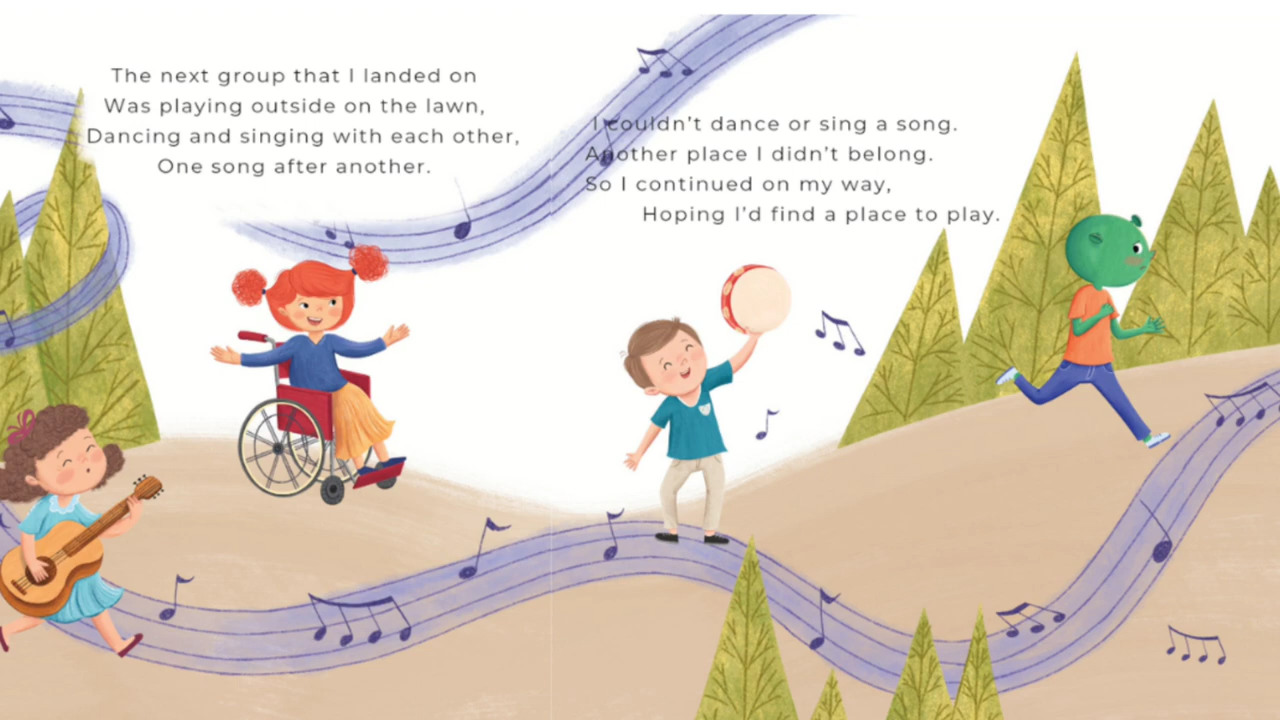 The next group that I landed on
Was playing outside on the lawn,
Dancing and singing with each other,
One song after another.
I couldn’t dance or sing a song.
Another place I didn’t belong.
So I continued on my way,
Hoping I’d find a place to play.